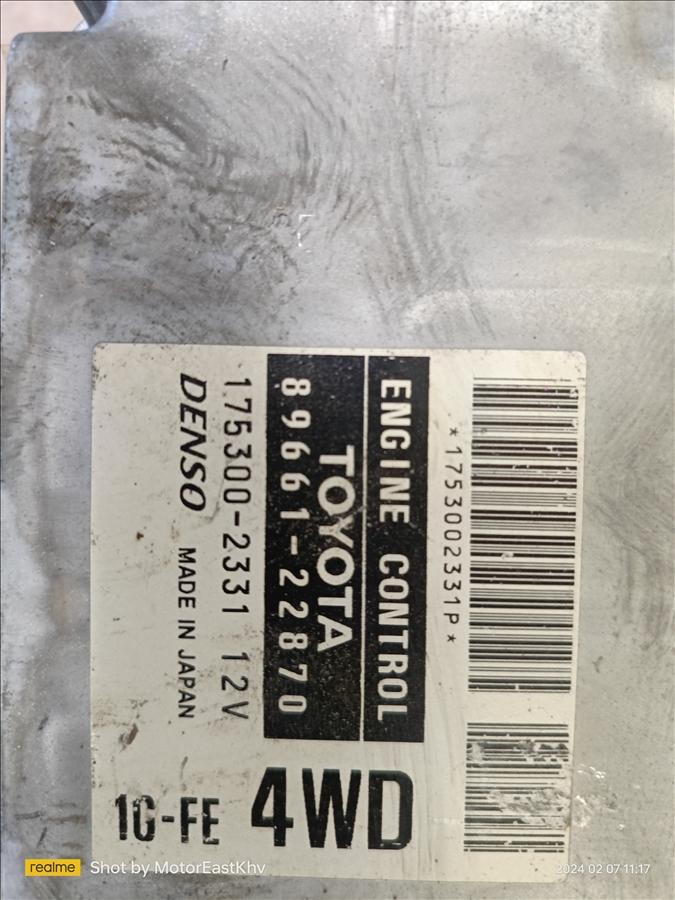 *1753002331P*
ENGINE CONTROL
TOYOTA
89661-22870
175300-2331 12V
DENSO MADE IN JAPAN
4WD
1G-FE
realme Shot by MotorEastKhv
2024 02 07 11:17